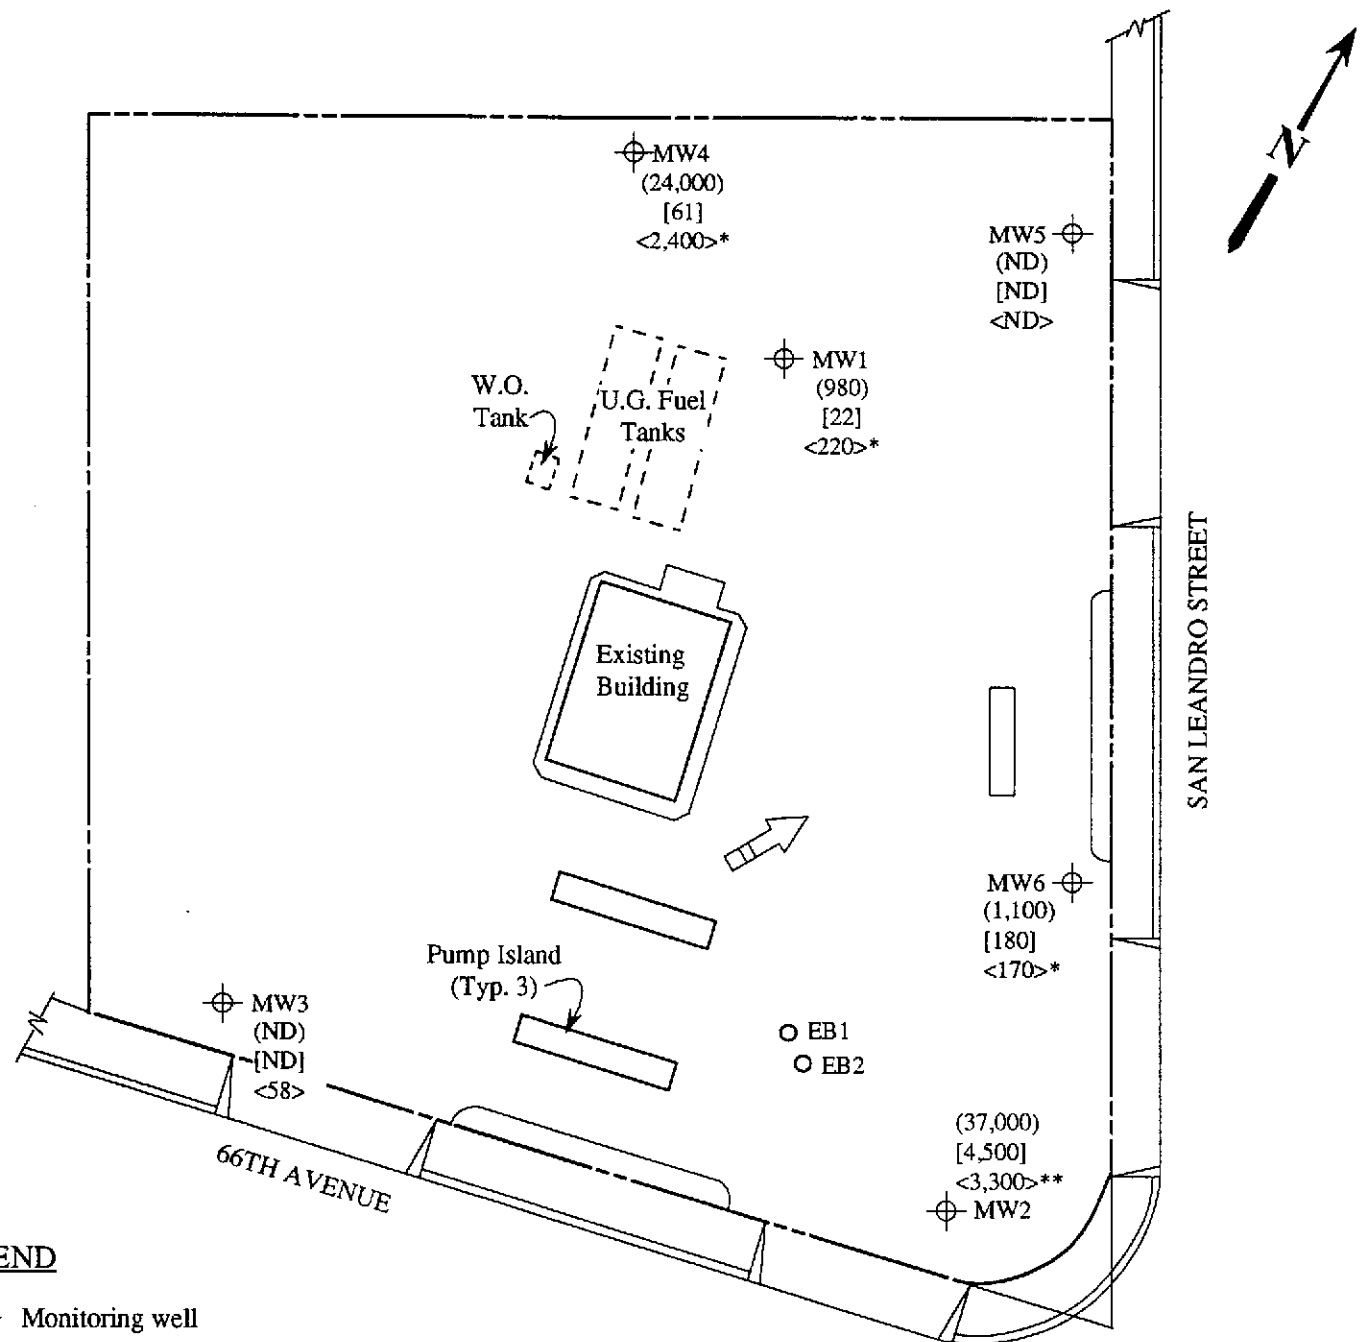 N
MW4
(24,000)
[61]
<2,400>*
MW5
(ND)
[ND]
<ND>
MW1
(980)
[22]
<220>*
W.O.
Tank
U.G. Fuel
Tanks
Existing
Building
SAN LEANDRO STREET
MW6
(1,100)
[180]
<170>*
Pump Island
(Typ. 3)
MW3
(ND)
[ND]
<58>
EB1
EB2
(37,000)
[4,500]
<3,300>**
MW2
66TH AVENUE
END
Monitoring well